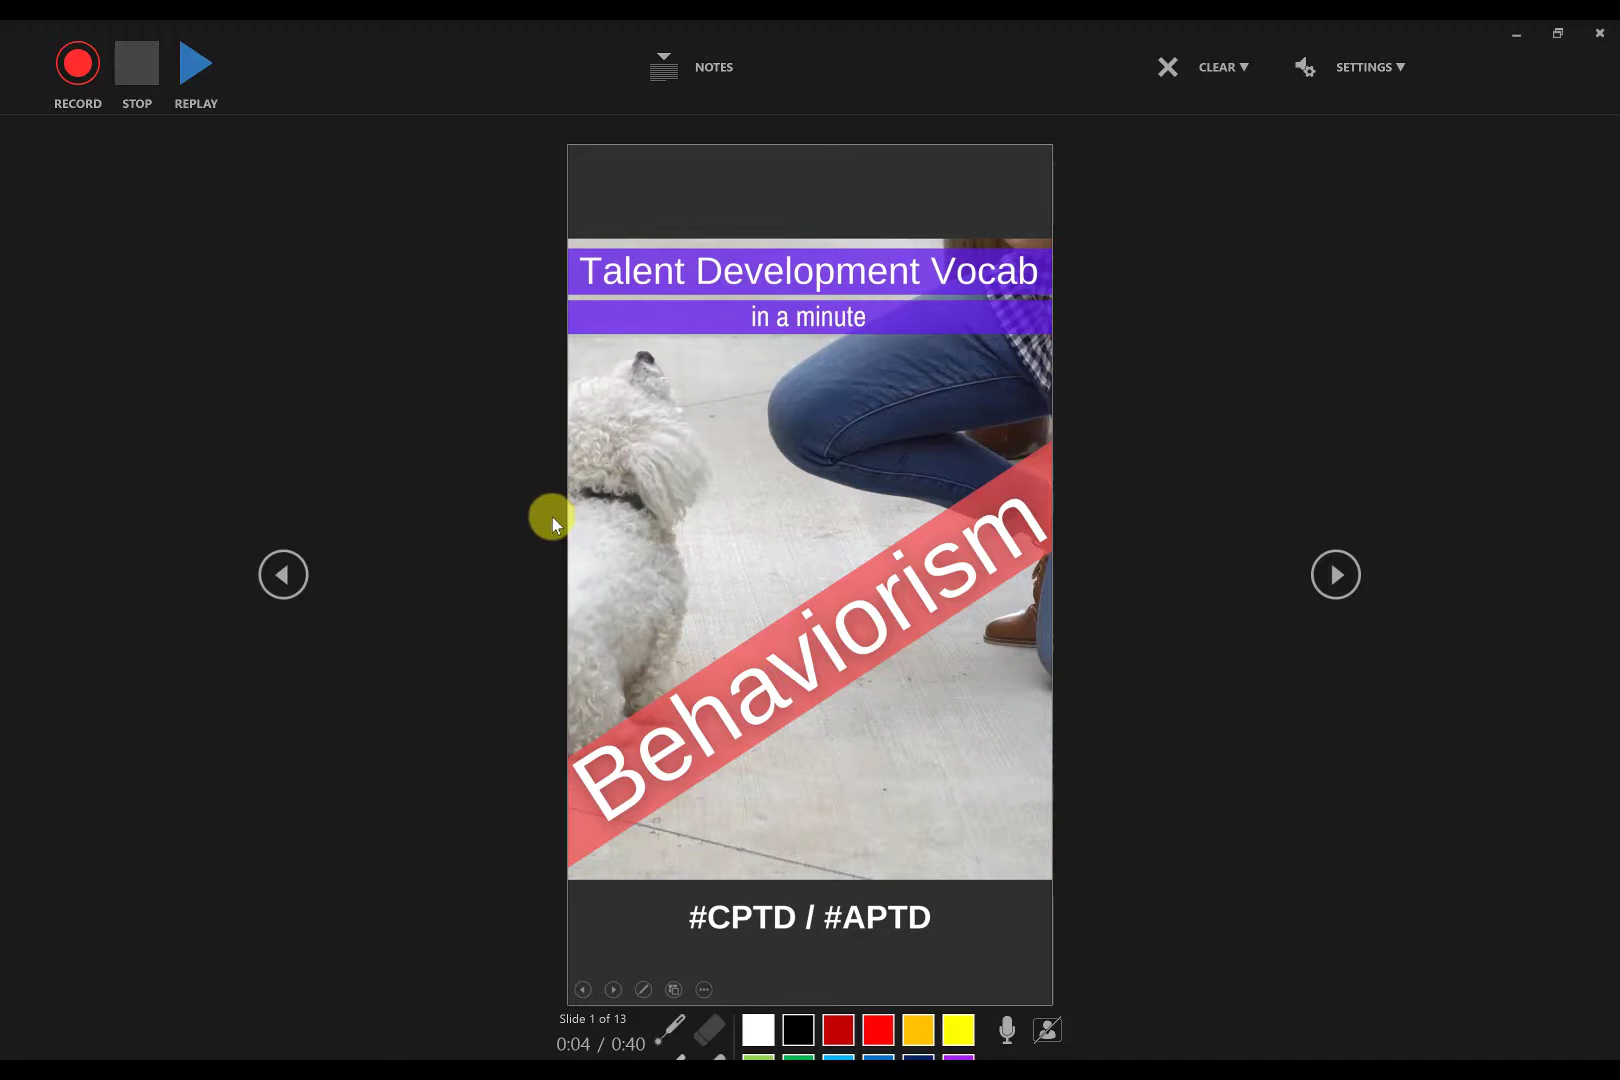 RECORD
STOP
REPLAY
NOTES
CLEAR
SETTINGS
Talent Development Vocab
in a minute
Behaviorism
#CPTD / #APTD
Slide 1 of 13
0:04 / 0:40